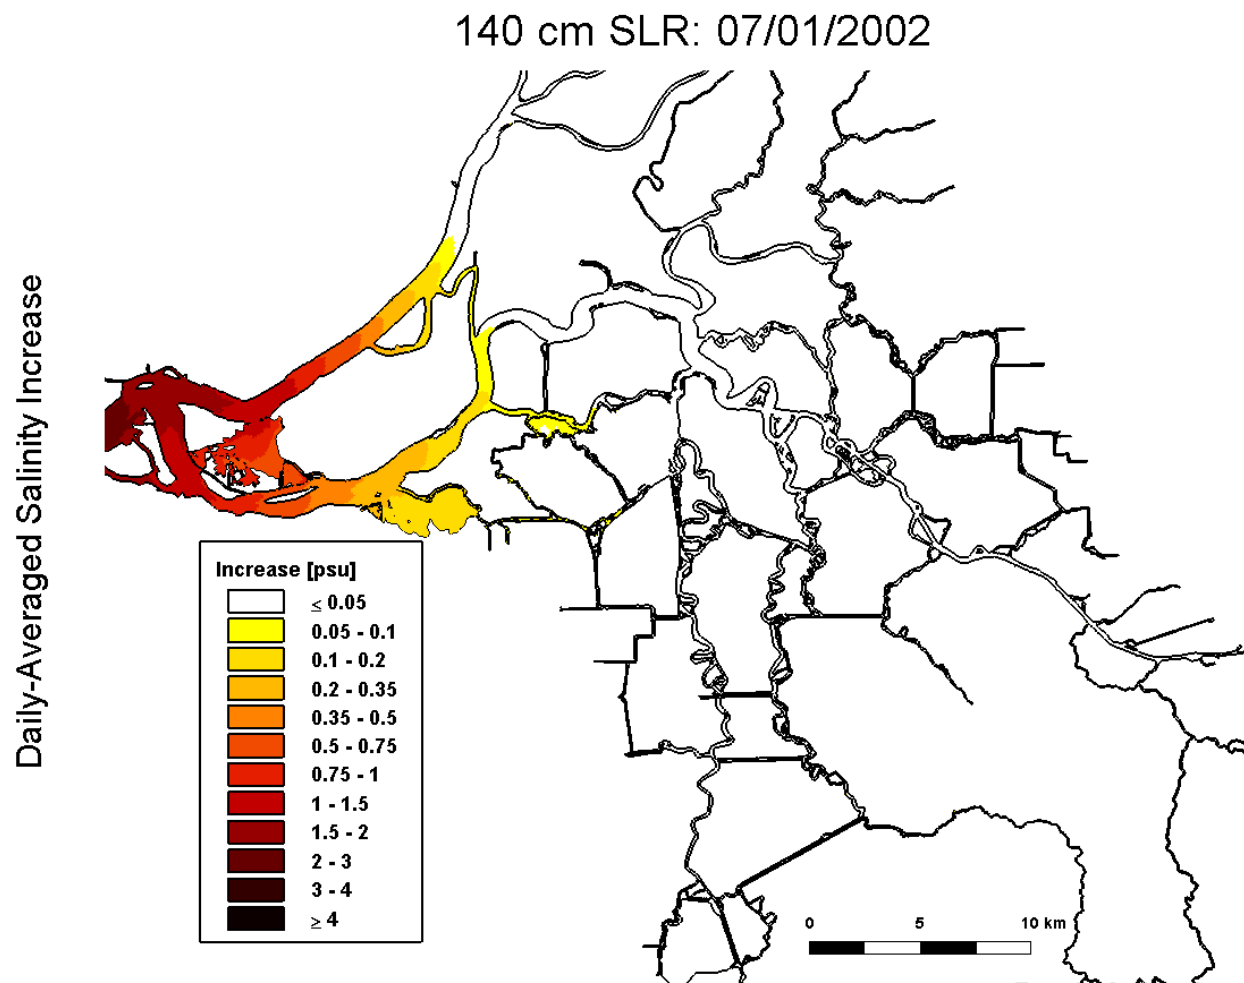 140 cm SLR: 07/01/2002
Daily-Averaged Salinity Increase
Increase [psu]
≤ 0.05
0.05 - 0.1
0.1 - 0.2
0.2 - 0.35
0.35 - 0.5
0.5 - 0.75
0.75 - 1
1 - 1.5
1.5 - 2
2 - 3
3 - 4
≥ 4
0 5 10 km